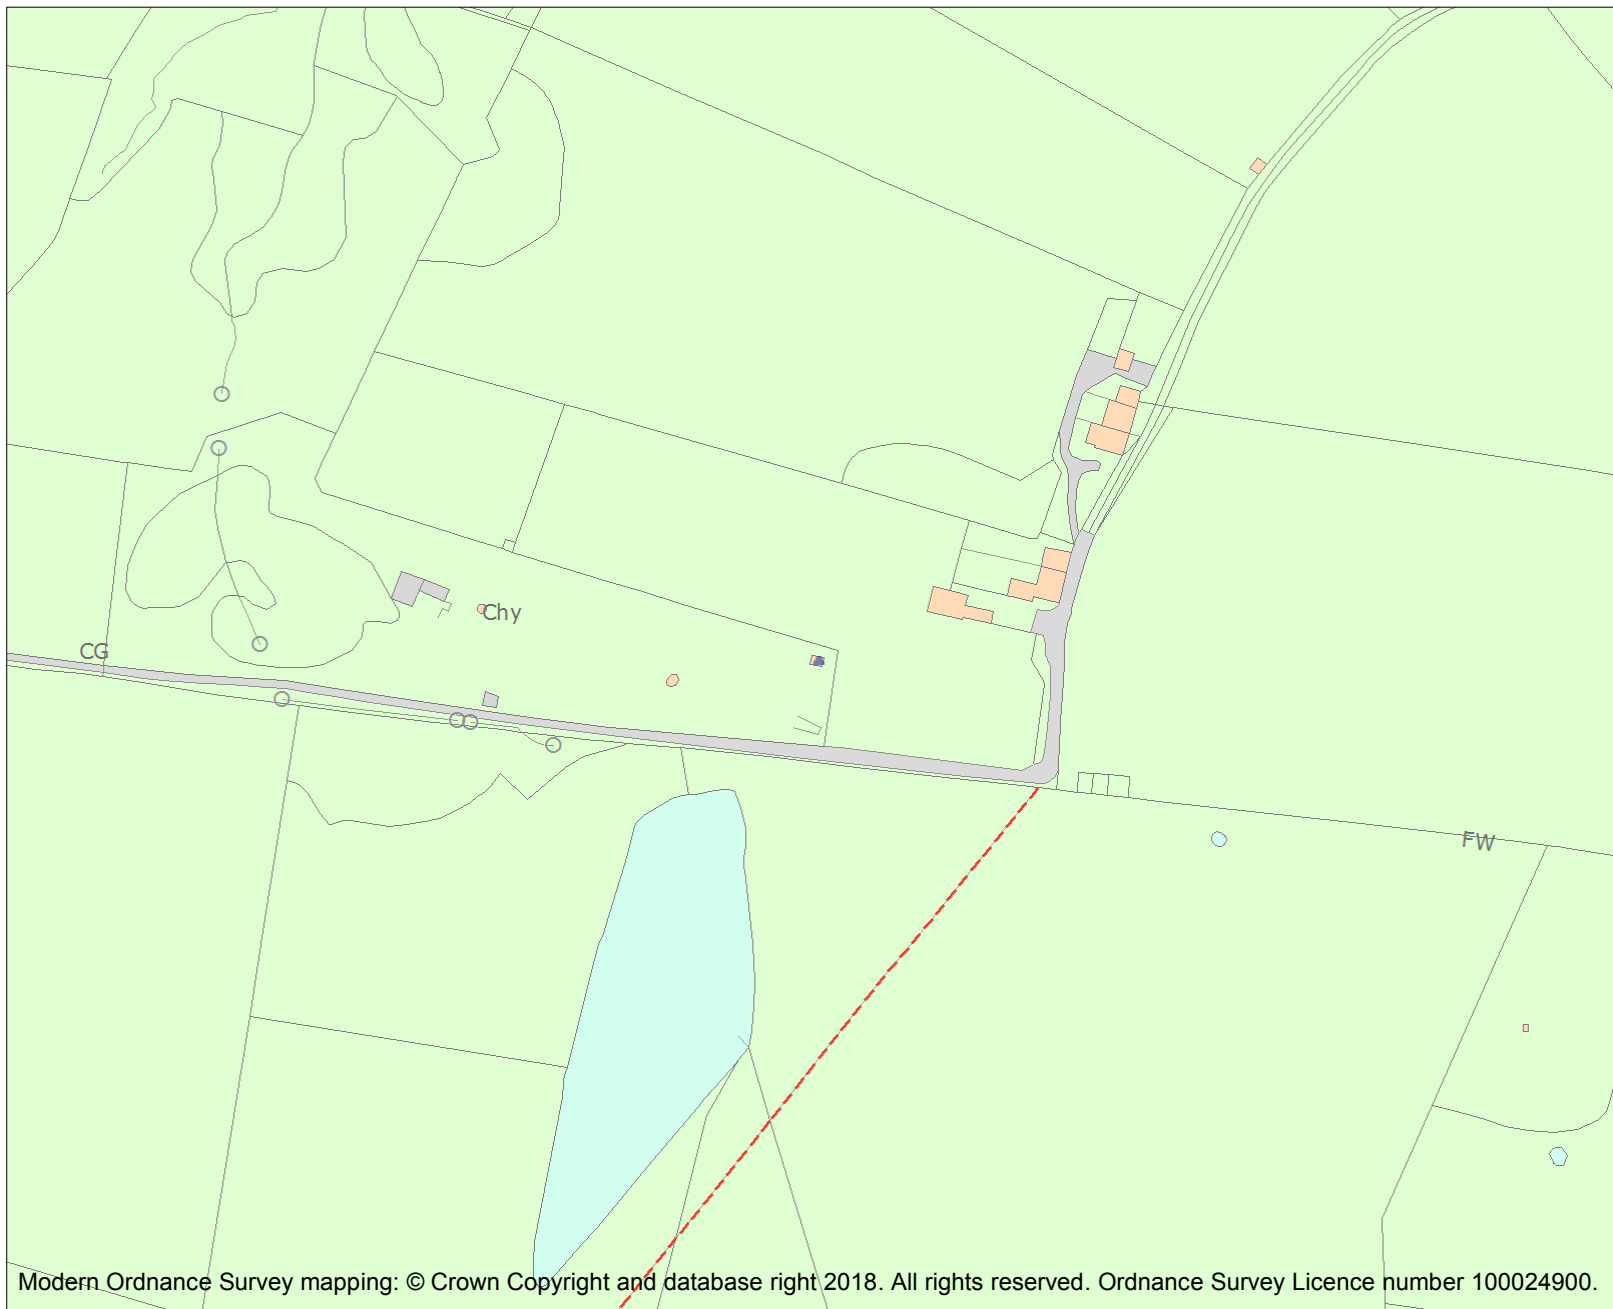 Chy
CG
FW
Modern Ordnance Survey mapping: © Crown Copyright and database right 2018. All rights reserved. Ordnance Survey Licence number 100024900.